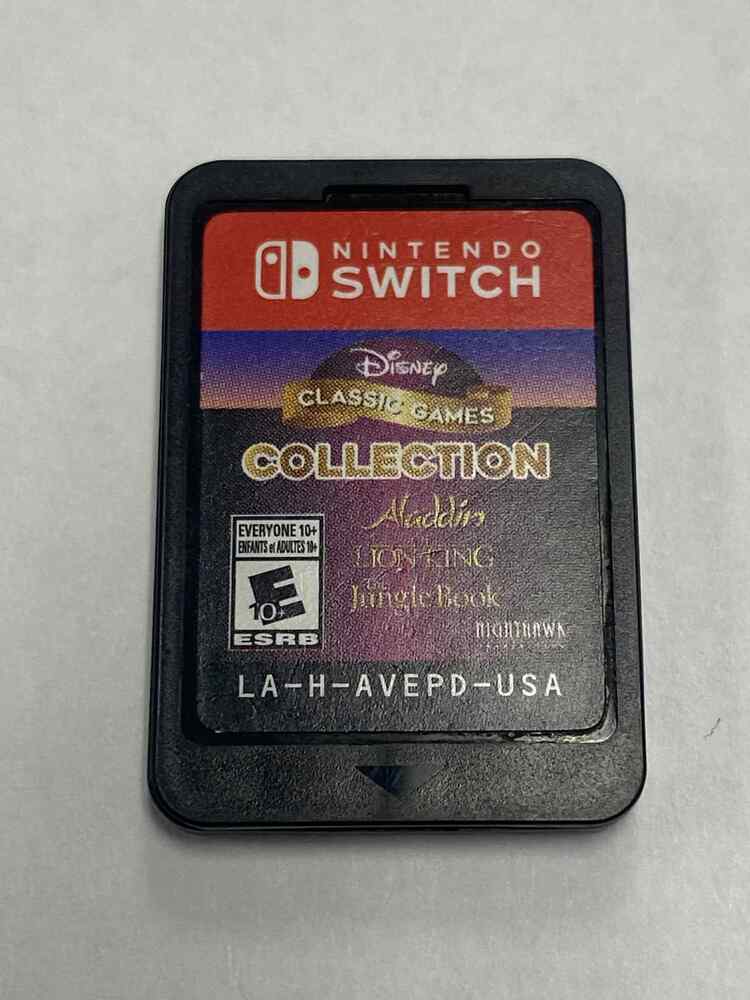 NINTENDO
SWITCH
Disney
CLASSIC GAMES
COLLECTION
Aladdin
EVERYONE 10+
ENFANTS et ADULTES 10+
LION KING
THE
Jungle Book
E
10+
NIGHTHAWK
ESRB
LA-H-AVEPD-USA